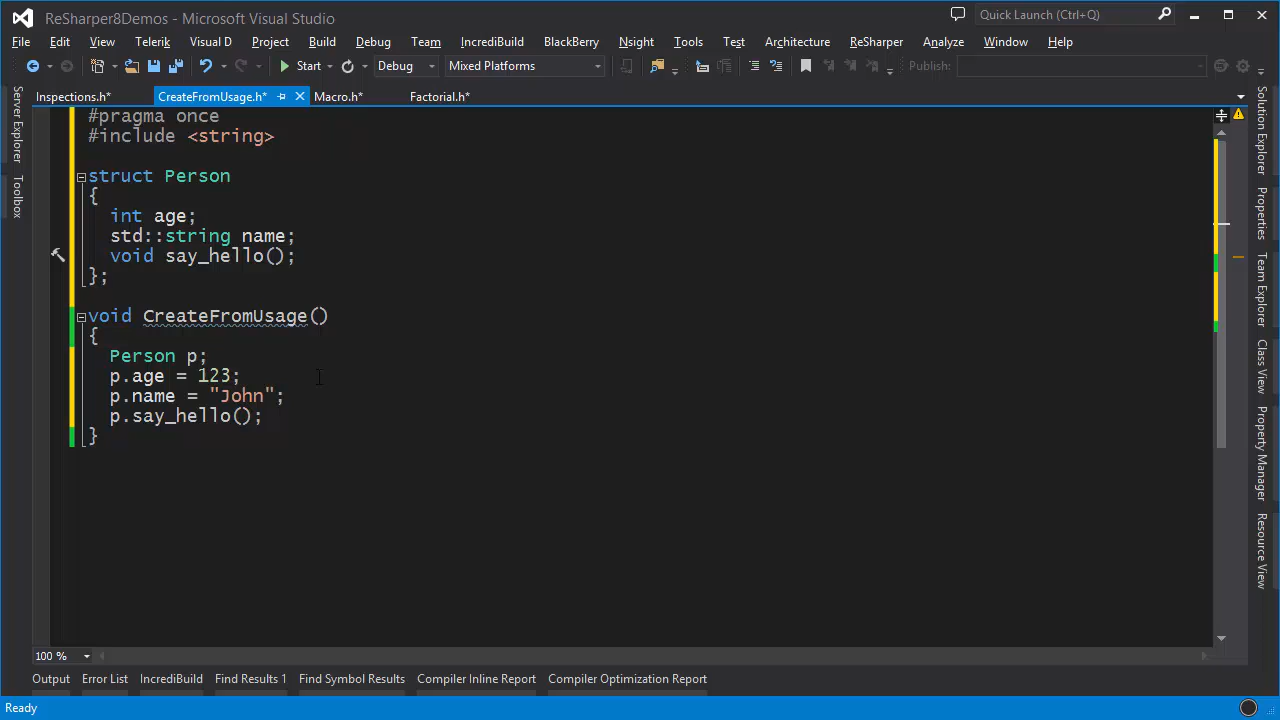 ReSharper8Demos - Microsoft Visual Studio
Quick Launch (Ctrl+Q)
File Edit View Telerik Visual D Project Build Debug Team IncrediBuild BlackBerry Nsight Tools Test Architecture ReSharper Analyze Window Help
Start Debug Mixed Platforms Publish:
Inspections.h* CreateFromUsage.h* Macro.h* Factorial.h*
#pragma once
#include <string>
struct Person
{
int age;
std::string name;
void say_hello();
};
void CreateFromUsage()
{
Person p;
p.age = 123;
p.name = "John";
p.say_hello();
}
Server Explorer
Toolbox
Solution Explorer
Properties
Team Explorer
Class View
Property Manager
Resource View
100 %
Output Error List IncrediBuild Find Results 1 Find Symbol Results Compiler Inline Report Compiler Optimization Report
Ready